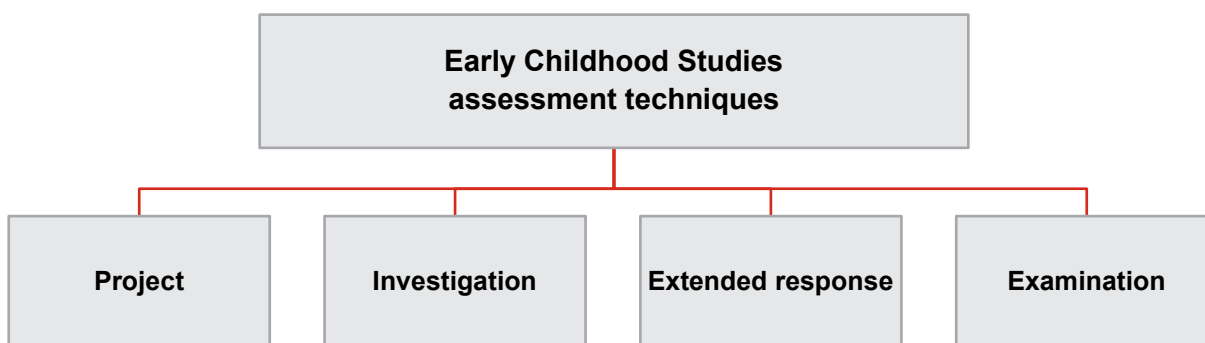 Early Childhood Studies
assessment techniques
Project
Investigation
Extended response
Examination